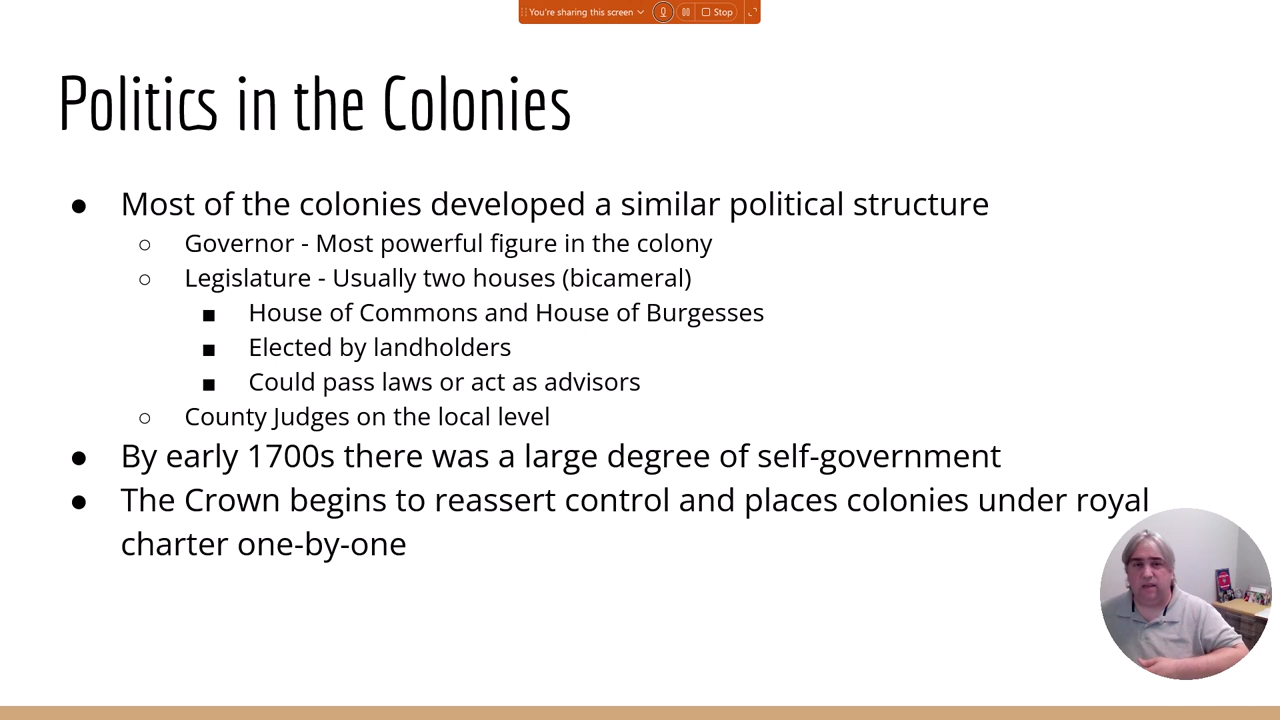 You're sharing this screen
Stop
Politics in the Colonies
● Most of the colonies developed a similar political structure
○ Governor - Most powerful figure in the colony
○ Legislature - Usually two houses (bicameral)
■ House of Commons and House of Burgesses
■ Elected by landholders
■ Could pass laws or act as advisors
○ County Judges on the local level
● By early 1700s there was a large degree of self-government
● The Crown begins to reassert control and places colonies under royal
charter one-by-one